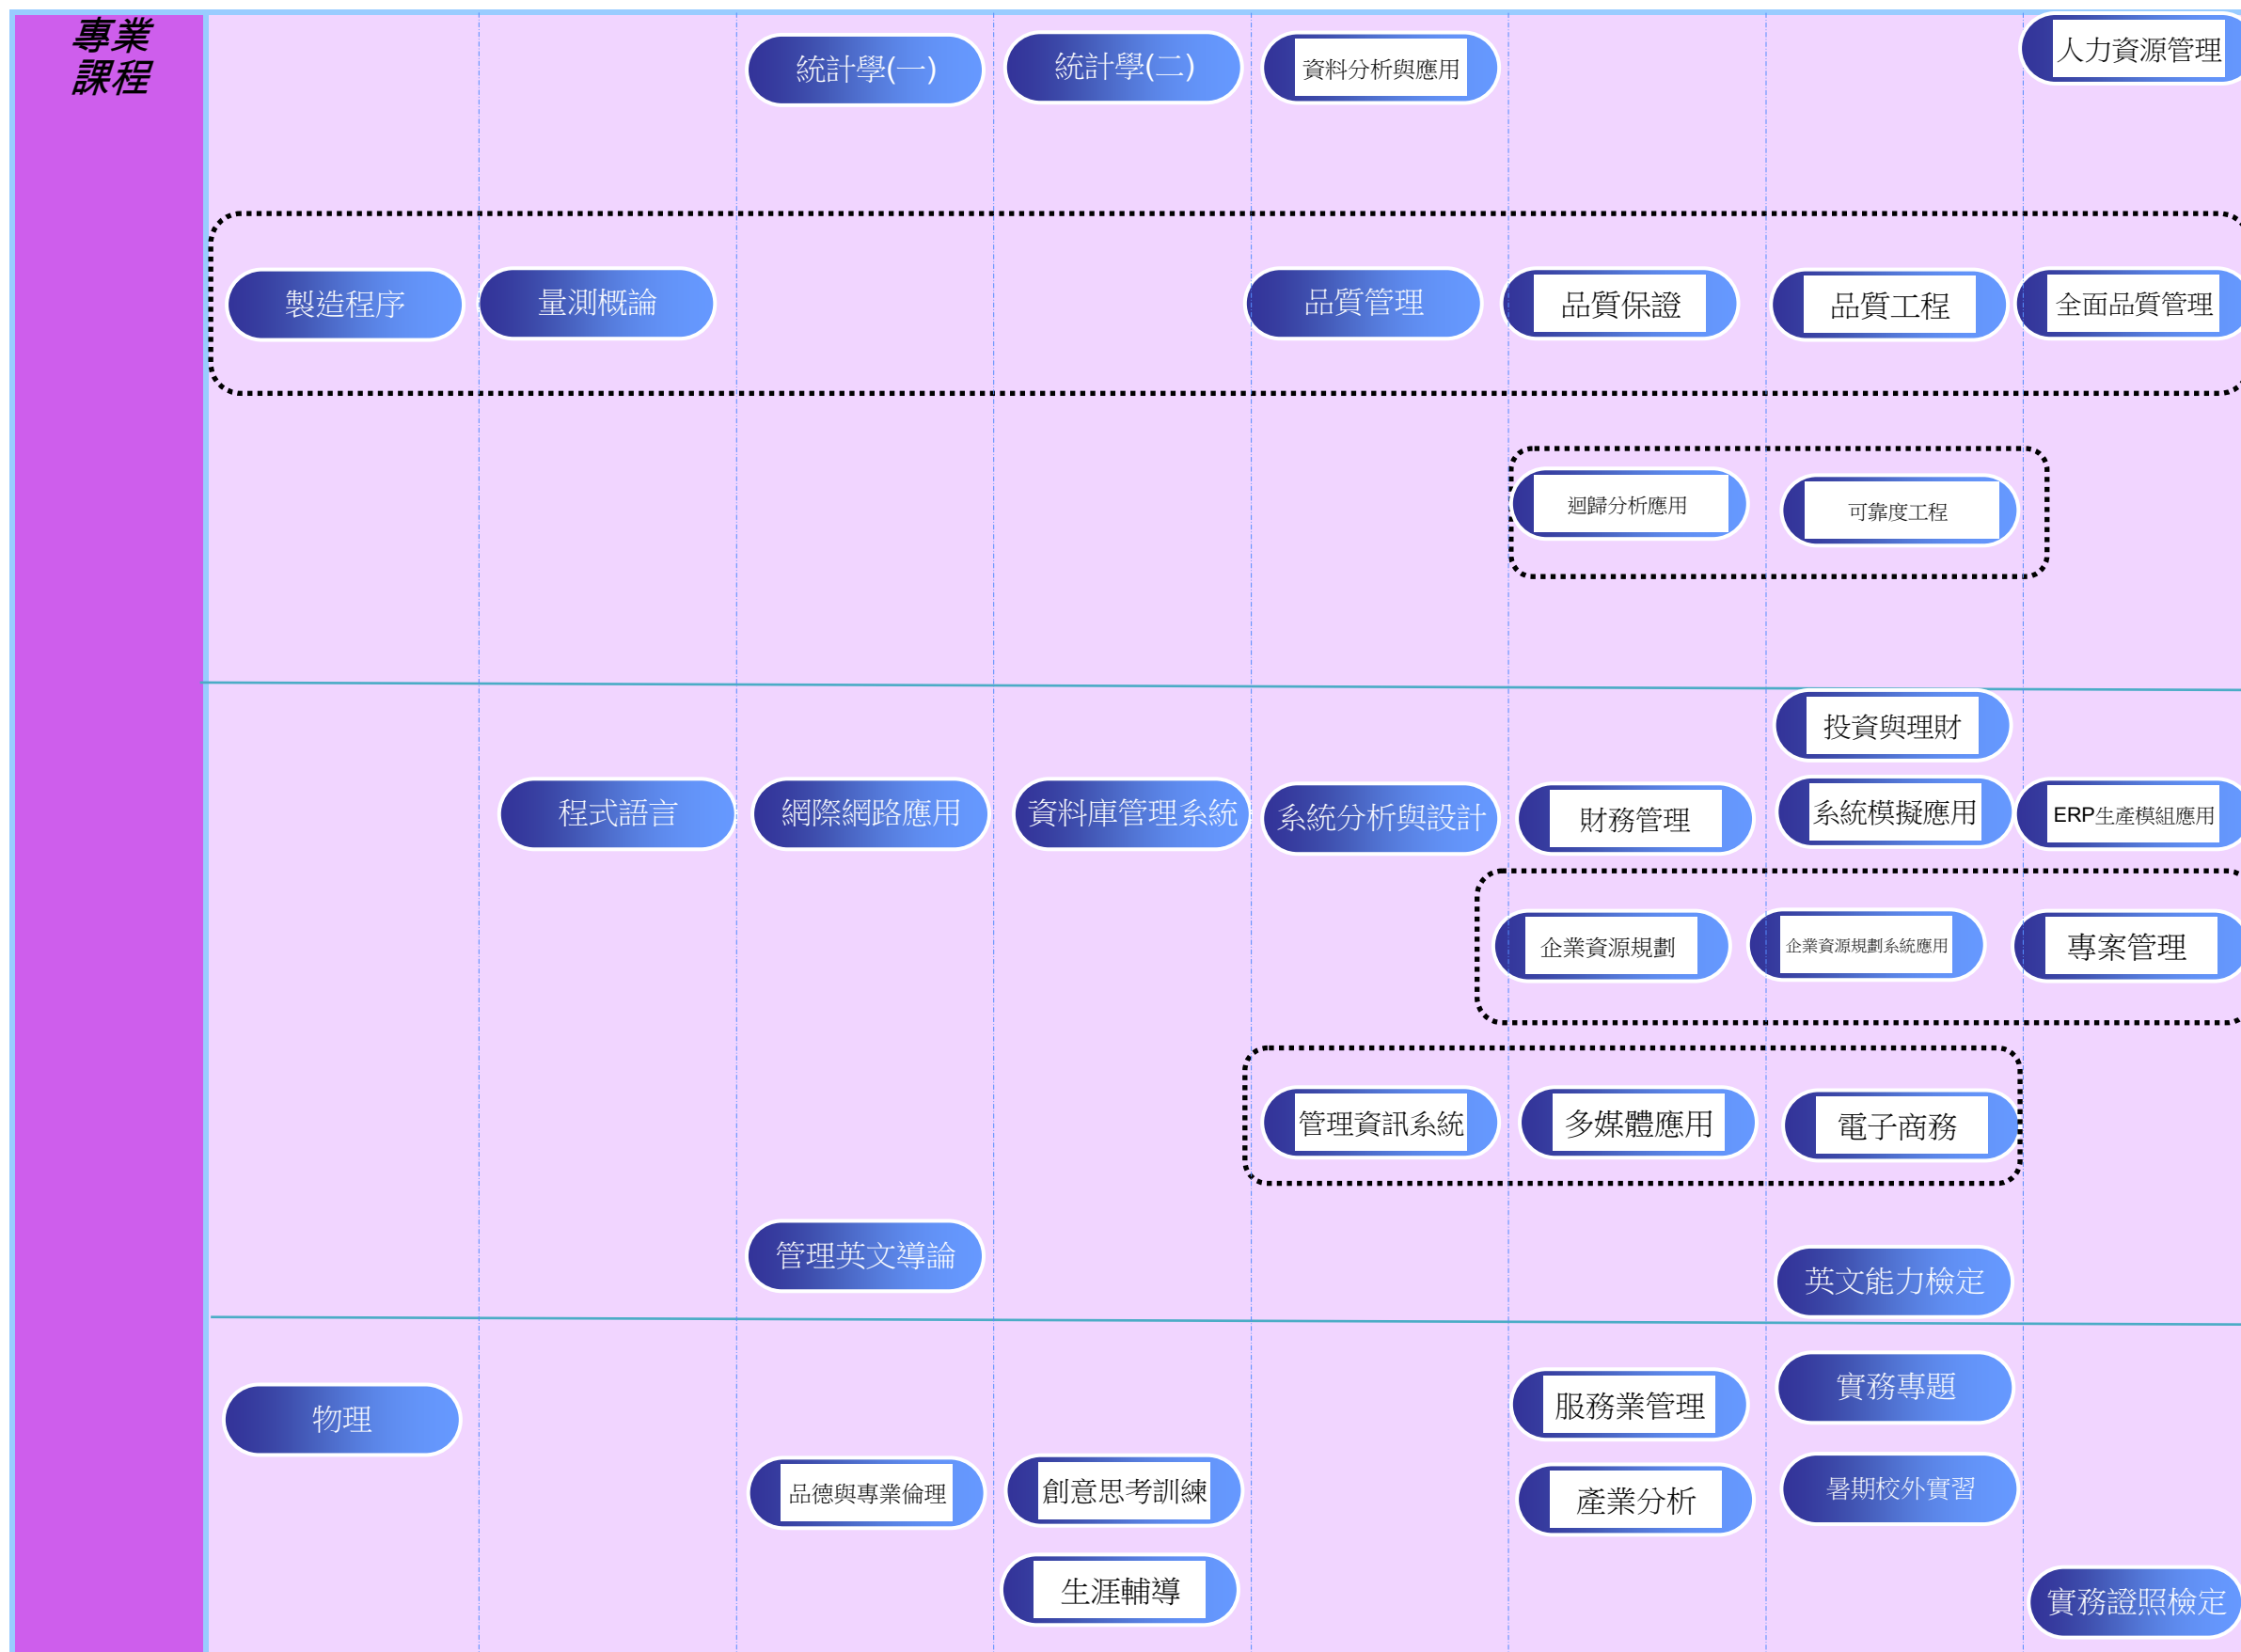 專業
課程
統計學(一)
統計學(二)
資料分析與應用
人力資源管理
製造程序
量測概論
品質管理
品質保證
品質工程
全面品質管理
迴歸分析應用
可靠度工程
投資與理財
程式語言
網際網路應用
資料庫管理系統
系統分析與設計
財務管理
系統模擬應用
ERP生產模組應用
企業資源規劃
企業資源規劃系統應用
專案管理
管理資訊系統
多媒體應用
電子商務
管理英文導論
英文能力檢定
物理
服務業管理
實務專題
品德與專業倫理
創意思考訓練
產業分析
暑期校外實習
生涯輔導
實務證照檢定